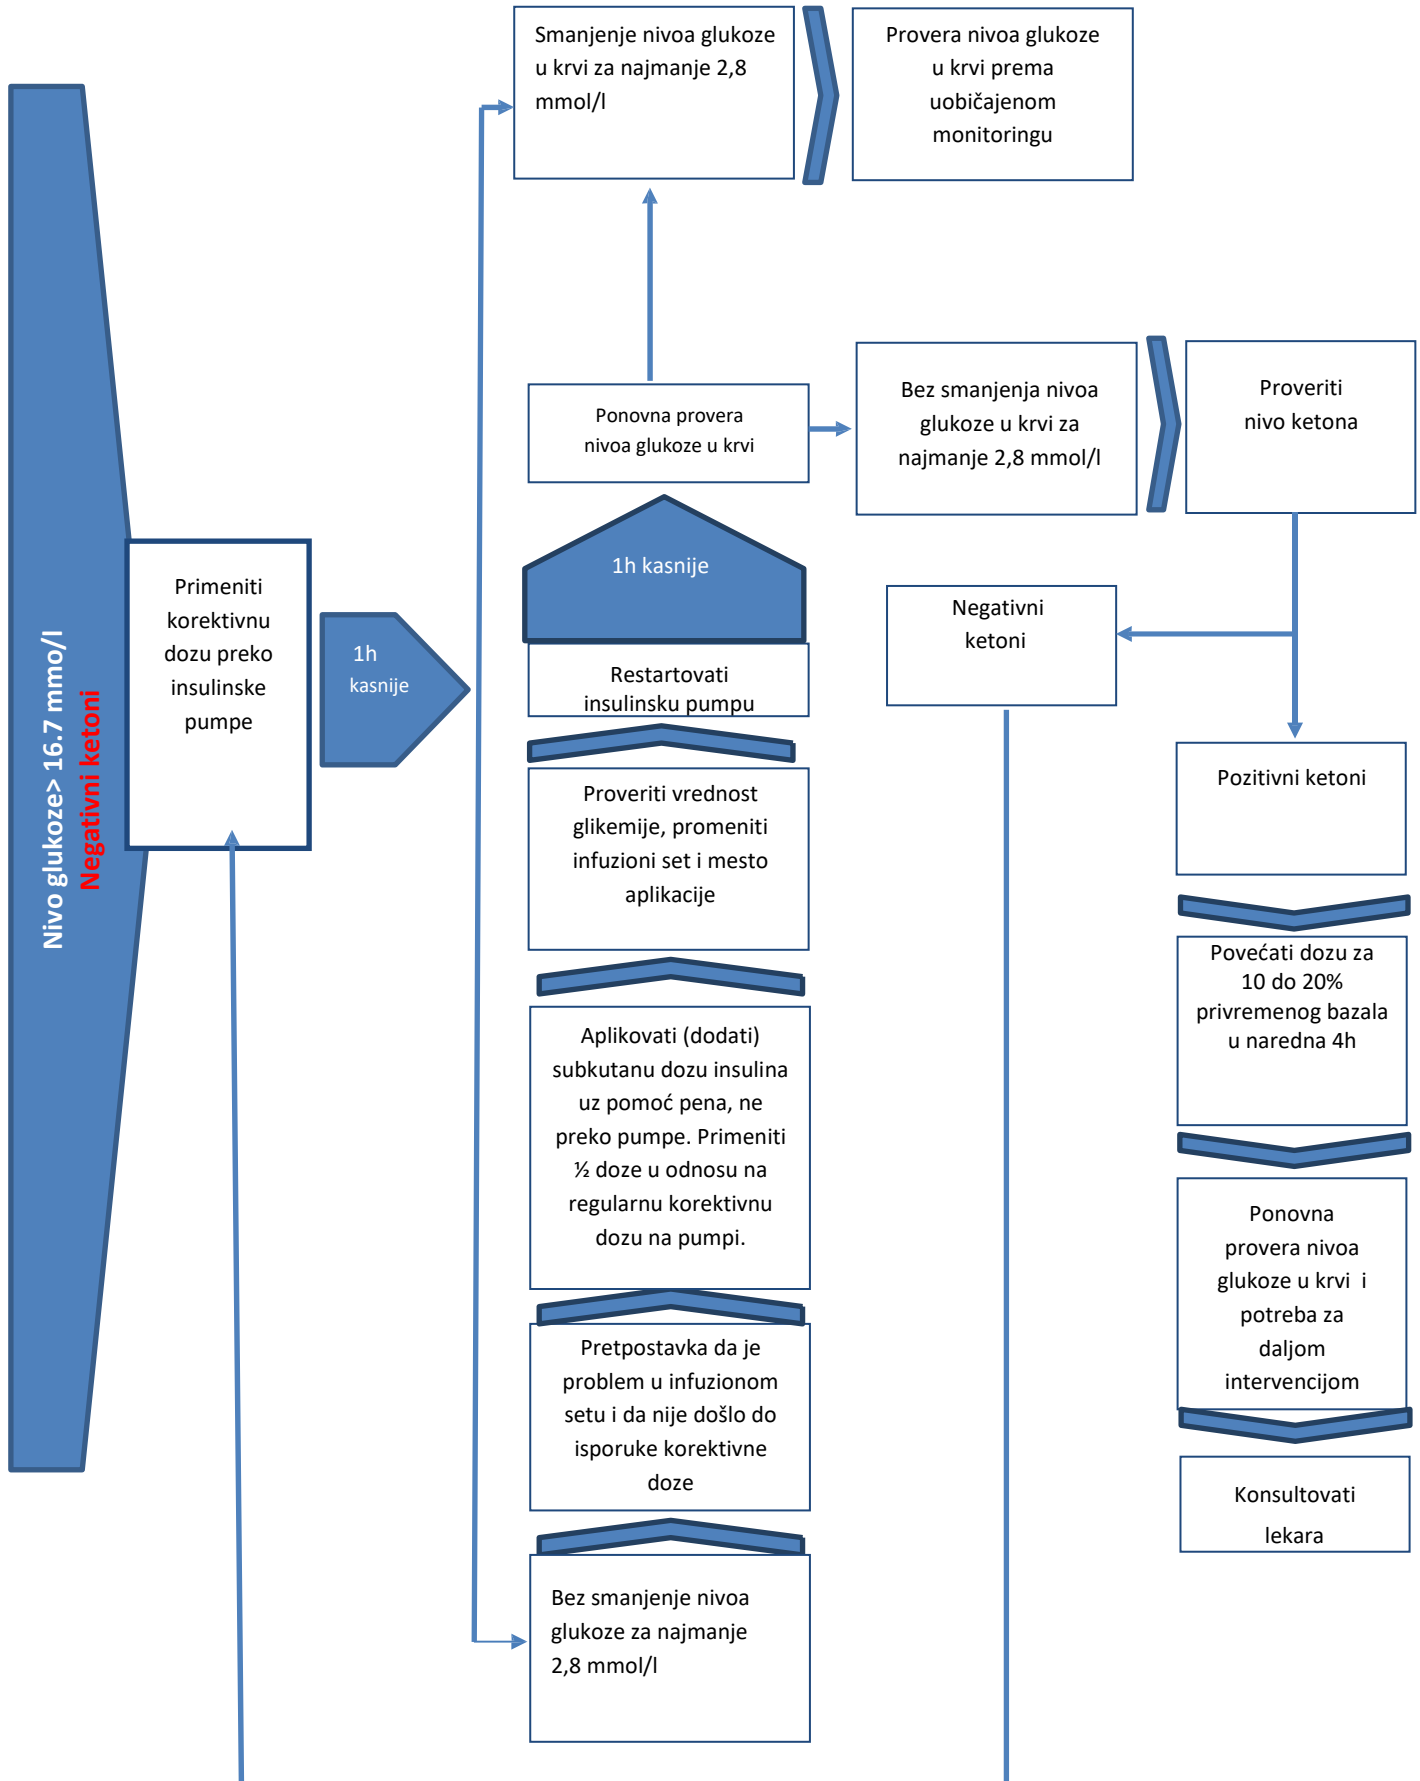 Nivo glukoze> 16.7 mmo/l
Negativni ketoni
Primeniti
korektivnu
dozu preko
insulinske
pumpe
1h
kasnije
Smanjenje nivoa glukoze
u krvi za najmanje 2,8
mmol/l
Provera nivoa glukoze
u krvi prema
uobičajenom
monitoringu
Ponovna provera
nivoa glukoze u krvi
Bez smanjenja nivoa
glukoze u krvi za
najmanje 2,8 mmol/l
Proveriti
nivo ketona
1h kasnije
Negativni
ketoni
Restartovati
insulinsku pumpu
Pozitivni ketoni
Proveriti vrednost
glikemije, promeniti
infuzioni set i mesto
aplikacije
Povećati dozu za
10 do 20%
privremenog bazala
u naredna 4h
Aplikovati (dodati)
subkutanu dozu insulina
uz pomoć pena, ne
preko pumpe. Primeniti
½ doze u odnosu na
regularnu korektivnu
dozu na pumpi.
Ponovna
provera nivoa
glukoze u krvi i
potreba za
daljom
intervencijom
Pretpostavka da je
problem u infuzionom
setu i da nije došlo do
isporuke korektivne
doze
Konsultovati
lekara
Bez smanjenje nivoa
glukoze za najmanje
2,8 mmol/l